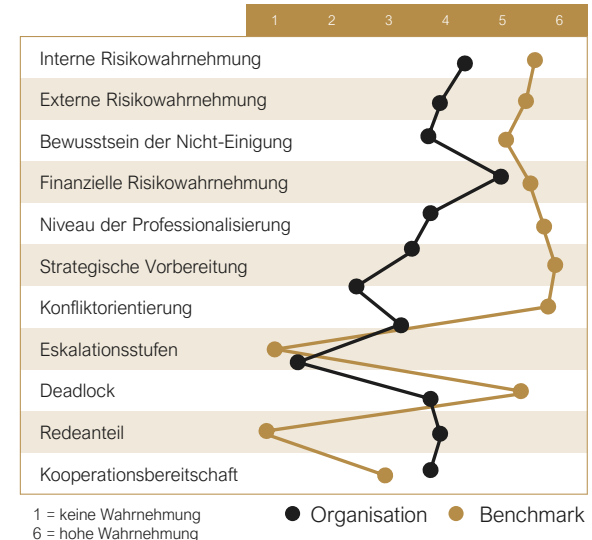 1 2 3 4 5 6
Interne Risikowahrnehmung
Externe Risikowahrnehmung
Bewusstsein der Nicht-Einigung
Finanzielle Risikowahrnehmung
Niveau der Professionalisierung
Strategische Vorbereitung
Konfliktorientierung
Eskalationsstufen
Deadlock
Redeanteil
Kooperationsbereitschaft
1 = keine Wahrnehmung
6 = hohe Wahrnehmung
Organisation Benchmark